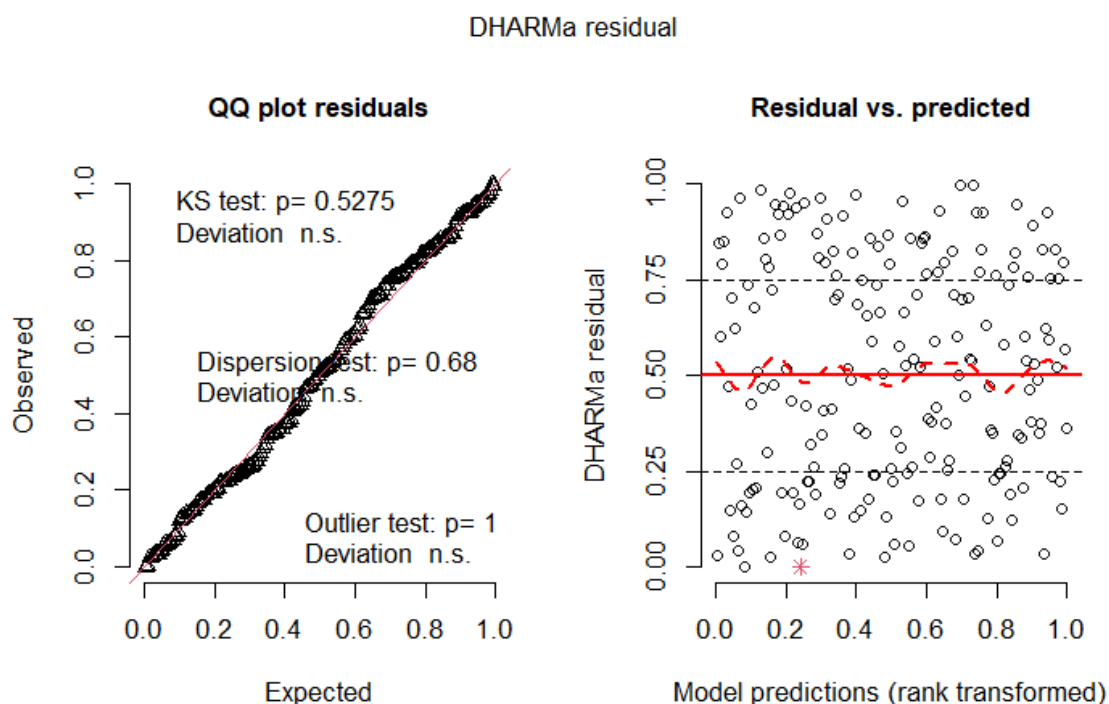 DHARMa residual
QQ plot residuals
KS test: p= 0.5275
Deviation n.s.
Dispersion test: p= 0.68
Deviation n.s.
Outlier test: p= 1
Deviation n.s.
Observed
0.0 0.2 0.4 0.6 0.8 1.0
0.0 0.2 0.4 0.6 0.8 1.0
Expected
Residual vs. predicted
DHARMa residual
0.00 0.25 0.50 0.75 1.00
0.0 0.2 0.4 0.6 0.8 1.0
Model predictions (rank transformed)